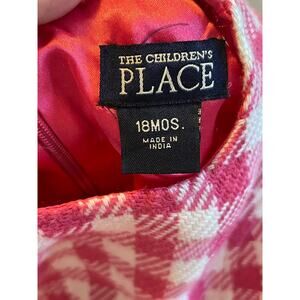 THE CHILDREN'S
PLACE
18MOS.
MADE IN
INDIA